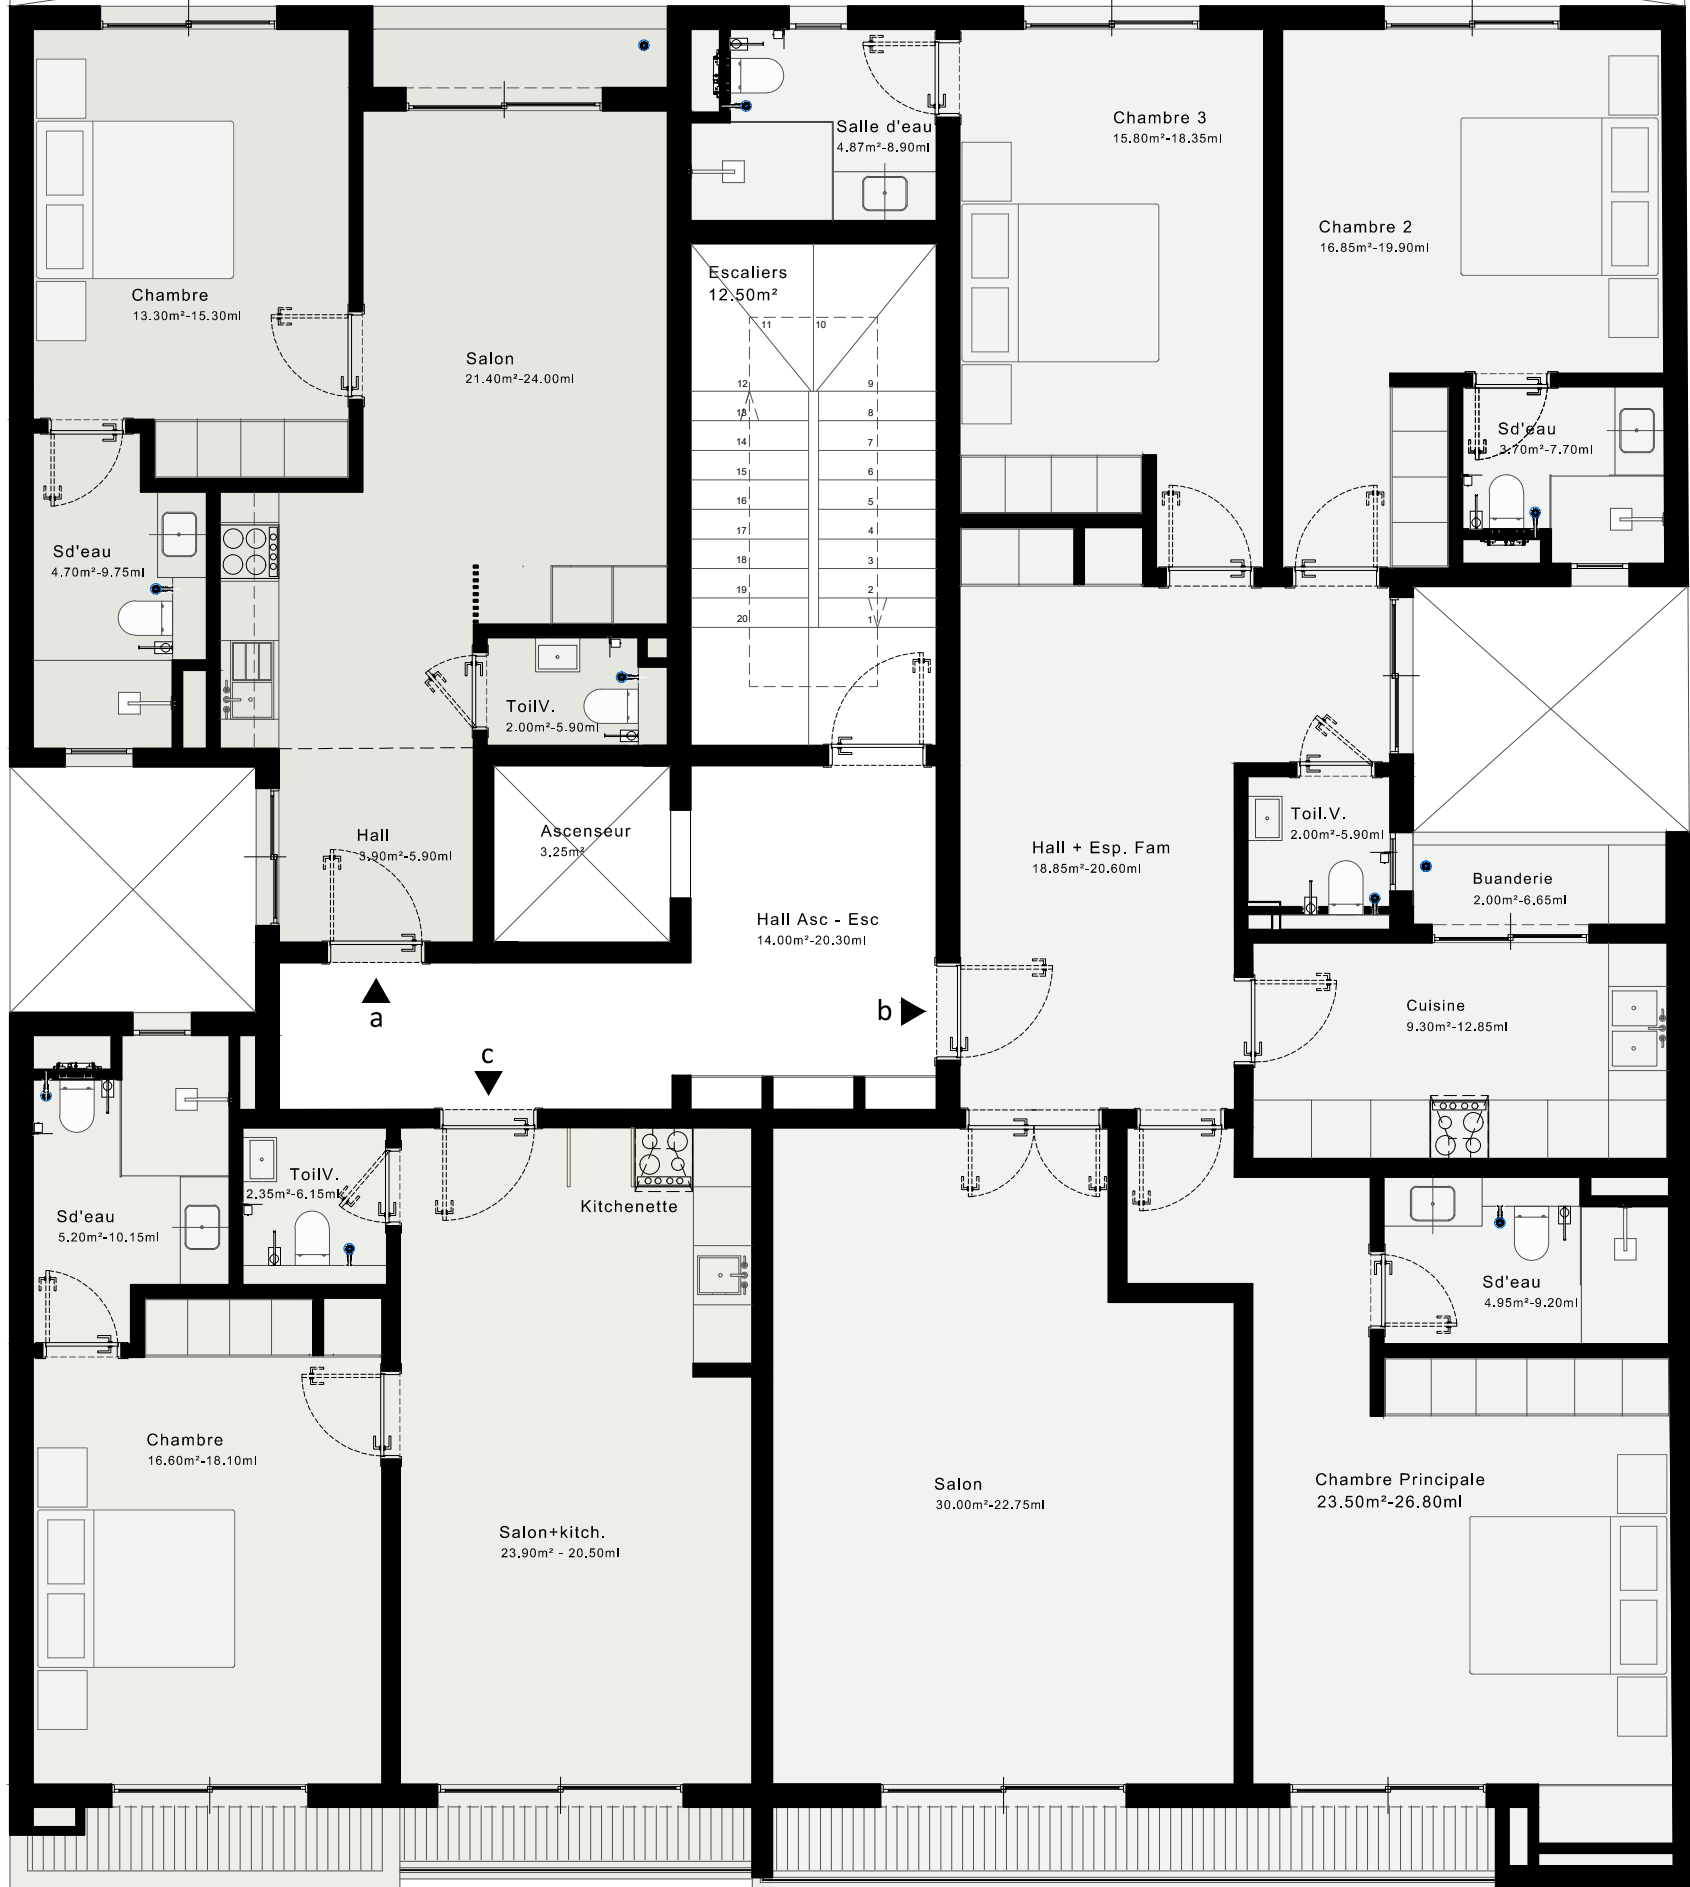 Salle d'eau
4.87m²-8.90ml
Chambre 3
15.80m²-18.35ml
Chambre 2
16.85m²-19.90ml
Chambre
13.30m²-15.30ml
Salon
21.40m²-24.00ml
Escaliers
12.50m²
11
10
12
9
13
8
14
7
15
6
16
5
17
4
18
3
19
2
20
1
Sd'eau
3.70m²-7.70ml
Sd'eau
4.70m²-9.75ml
ToilV.
2.00m²-5.90ml
Hall
3.90m²-5.90ml
Ascenseur
3.25m²
Hall Asc - Esc
14.00m²-20.30ml
Hall + Esp. Fam
18.85m²-20.60ml
Toil.V.
2.00m²-5.90ml
Buanderie
2.00m²-6.65ml
Cuisine
9.30m²-12.85ml
a
b
c
Sd'eau
5.20m²-10.15ml
ToilV.
2.35m²-6.15ml
Kitchenette
Sd'eau
4.95m²-9.20ml
Chambre
16.60m²-18.10ml
Salon+kitch.
23.90m² - 20.50ml
Salon
30.00m²-22.75ml
Chambre Principale
23.50m²-26.80ml